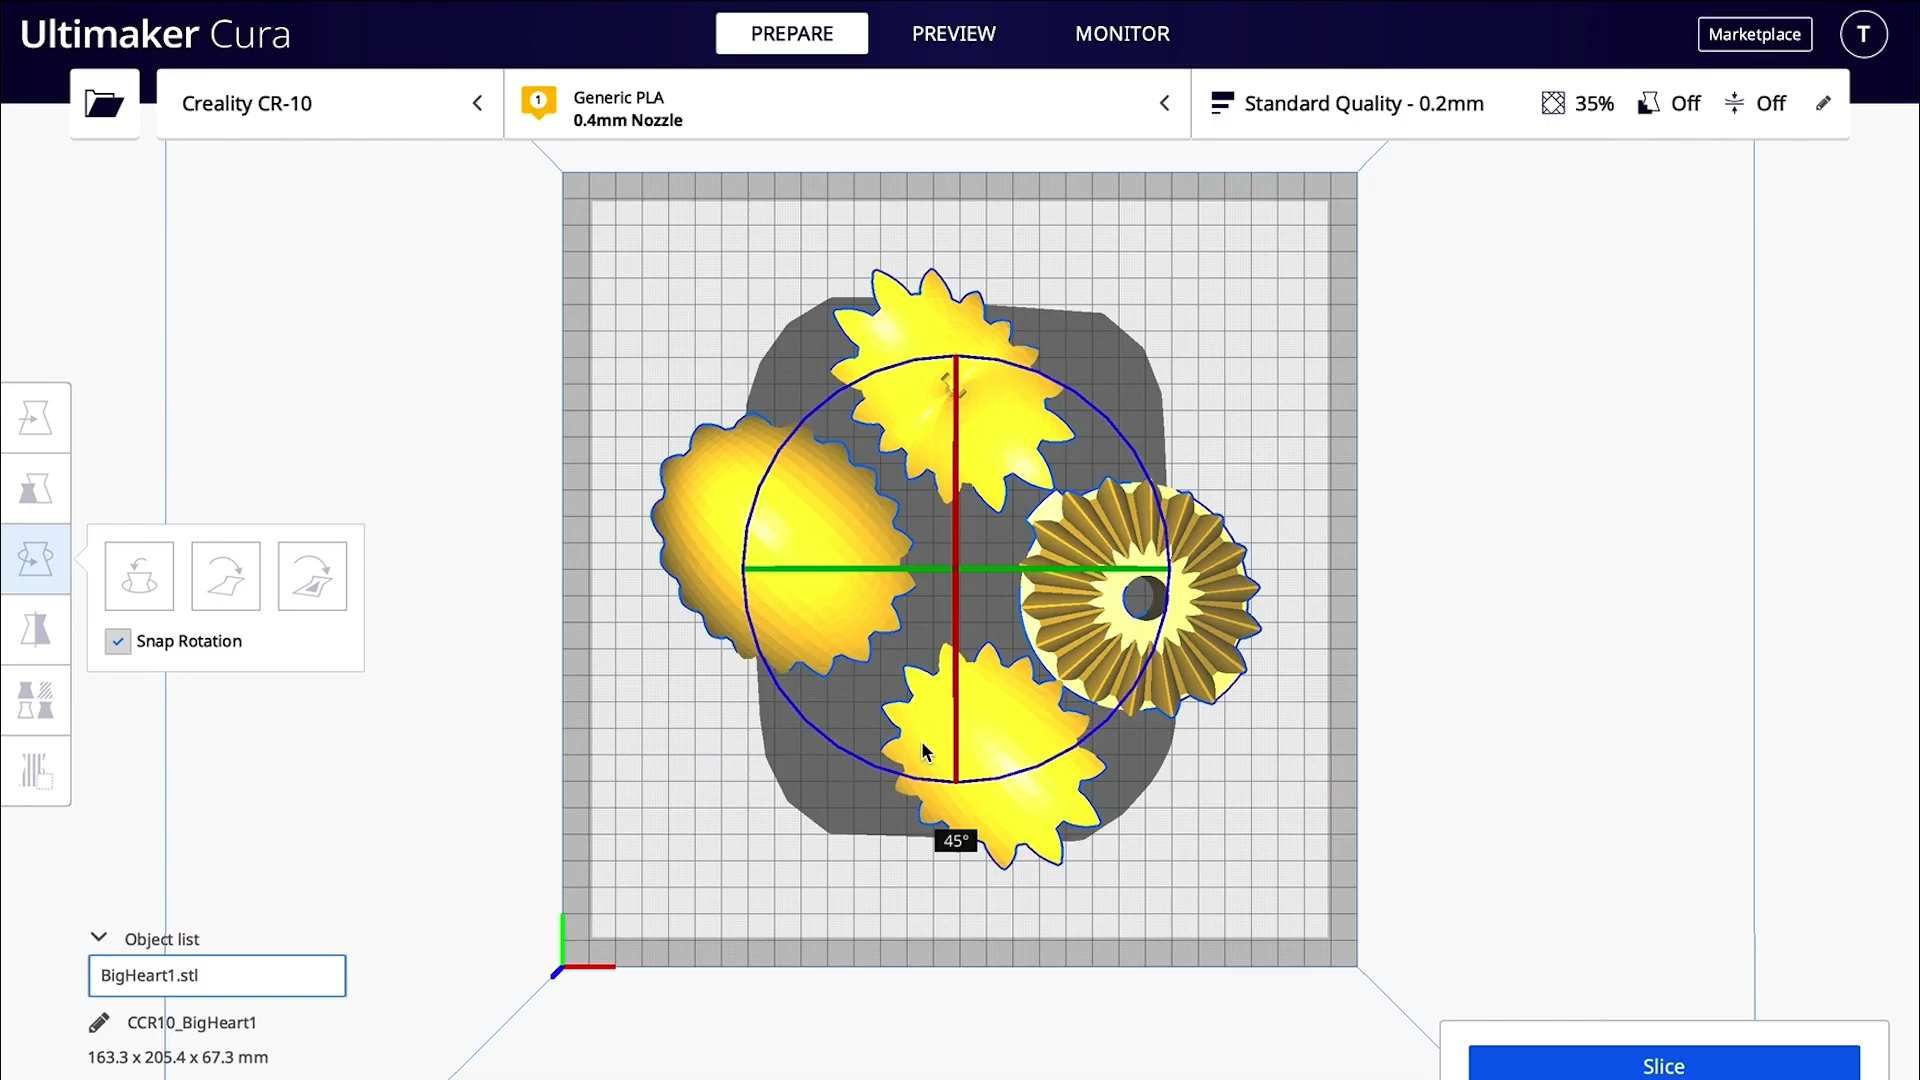 Ultimaker Cura
PREPARE
PREVIEW
MONITOR
Marketplace
T
Creality CR-10
1
Generic PLA
0.4mm Nozzle
Standard Quality - 0.2mm
35%
Off
Off
Snap Rotation
45°
Object list
BigHeart1.stl
CCR10_BigHeart1
163.3 x 205.4 x 67.3 mm
Slice